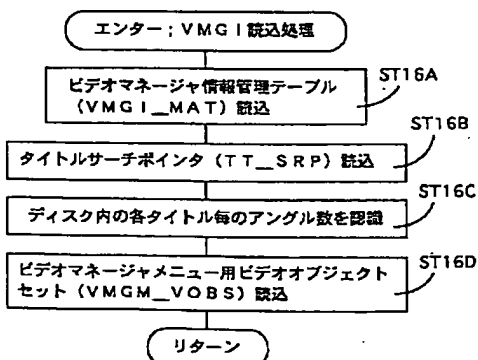 エンター；ＶＭＧＩ読込処理
ビデオマネージャ情報管理テーブル
（ＶＭＧＩ＿ＭＡＴ）読込
ST16A
タイトルサーチポインタ（ＴＴ＿ＳＲＰ）読込
ST16B
ディスク内の各タイトル毎のアングル数を認識
ST16C
ビデオマネージャメニュー用ビデオオブジェクト
セット（ＶＭＧＭ＿ＶＯＢＳ）読込
ST16D
リターン